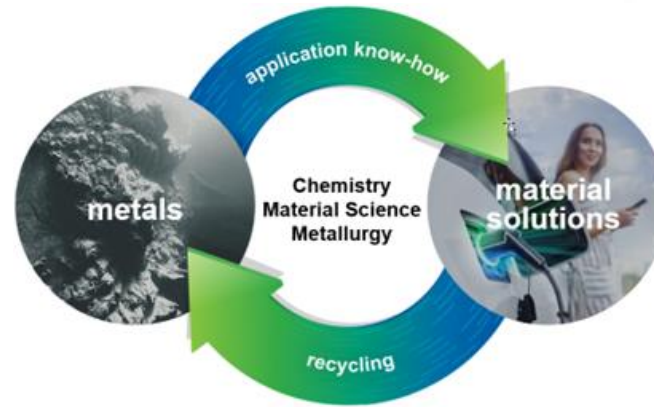 application know-how
metals
Chemistry
Material Science
Metallurgy
material
solutions
recycling